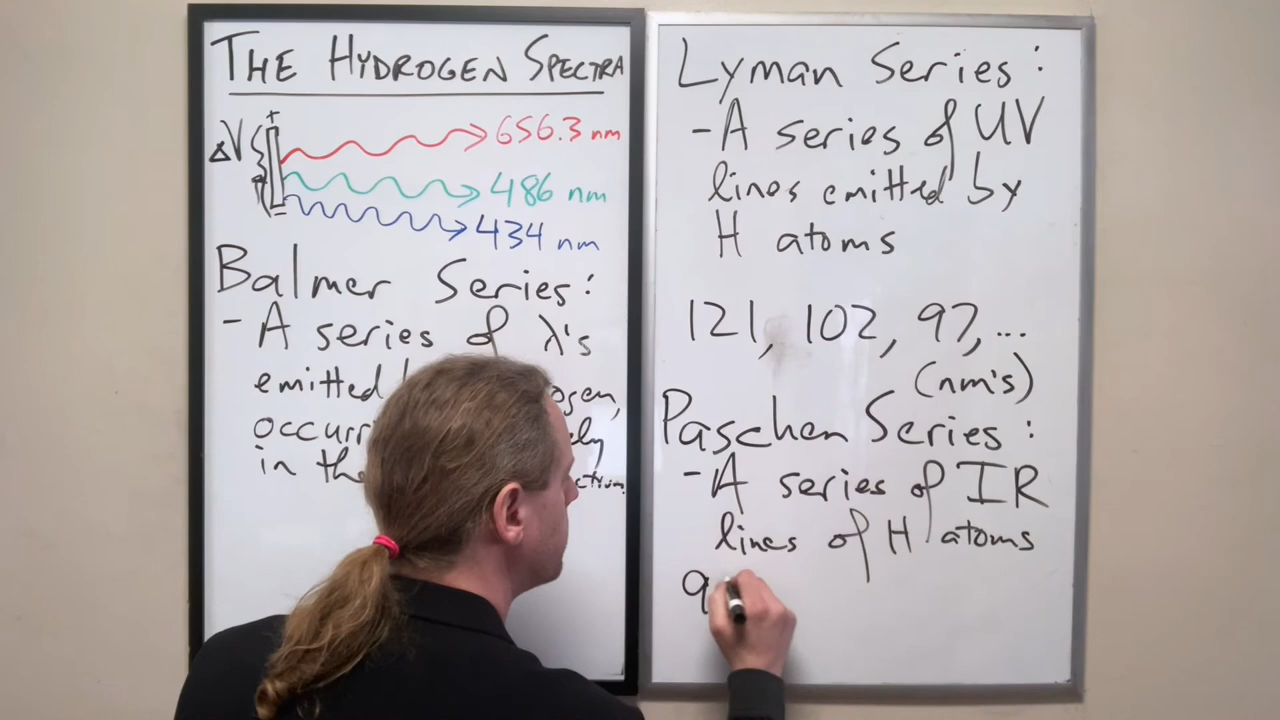 THE HYDROGEN SPECTRA
+
ΔV
656.3 nm
486 nm
434 nm
Balmer Series:
- A series of λ's
emitted
occurr
in the
Lyman Series:
- A series of UV
lines emitted by
H atoms
121, 102, 97, ...
(nm's)
Paschen Series:
- A series of IR
lines of H atoms
9